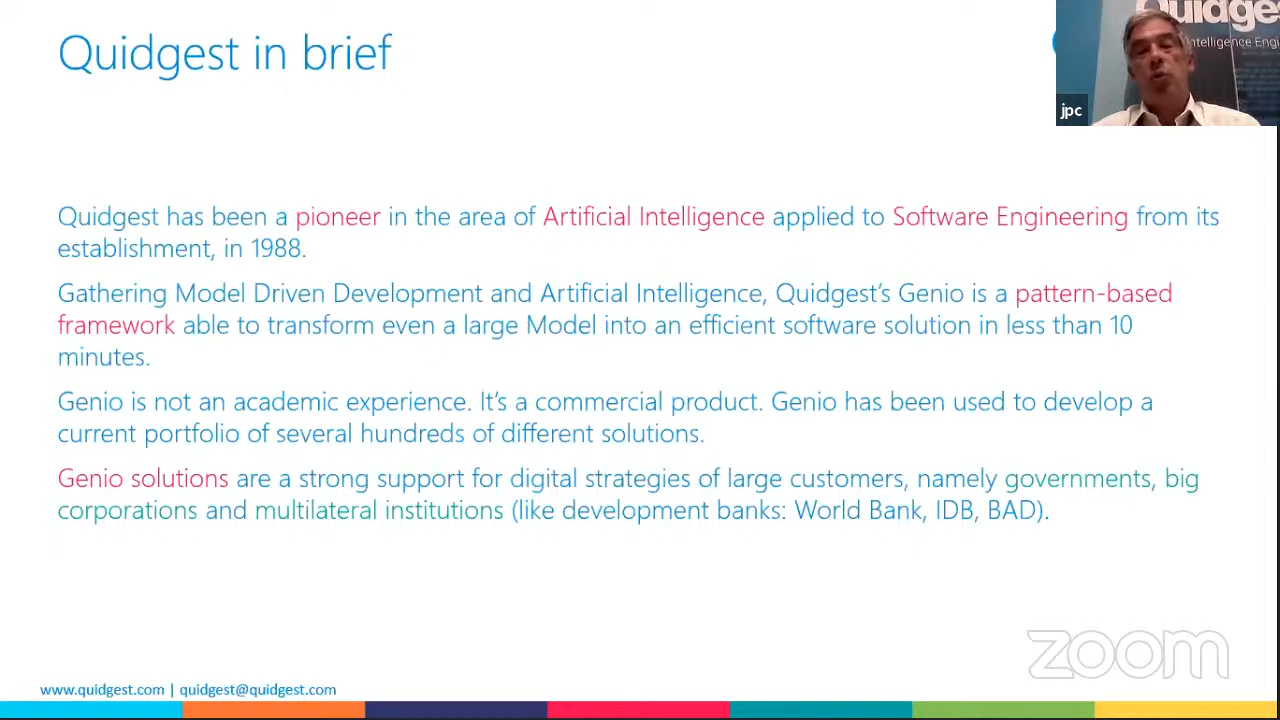 Quidgest in brief
Quidges
Intelligence Engi
jpc
Quidgest has been a pioneer in the area of Artificial Intelligence applied to Software Engineering from its
establishment, in 1988.
Gathering Model Driven Development and Artificial Intelligence, Quidgest's Genio is a pattern-based
framework able to transform even a large Model into an efficient software solution in less than 10
minutes.
Genio is not an academic experience. It's a commercial product. Genio has been used to develop a
current portfolio of several hundreds of different solutions.
Genio solutions are a strong support for digital strategies of large customers, namely governments, big
corporations and multilateral institutions (like development banks: World Bank, IDB, BAD).
zoom
www.quidgest.com | quidgest@quidgest.com